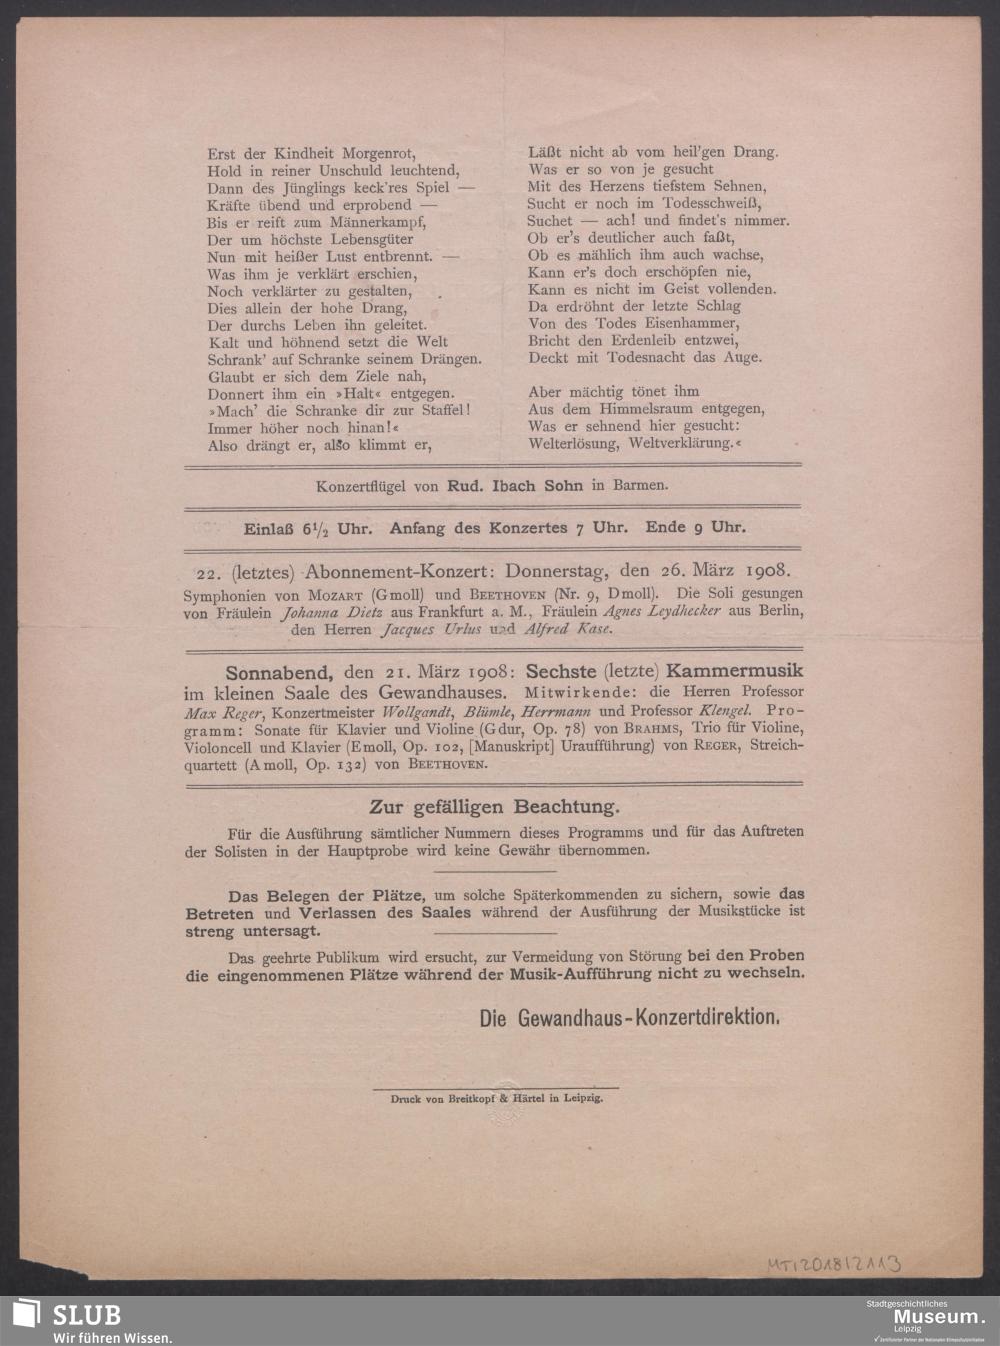 Erst der Kindheit Morgenrot,
Hold in reiner Unschuld leuchtend,
Dann des Jünglings keck'res Spiel —
Kräfte übend und erprobend —
Bis er reift zum Männerkampf,
Der um höchste Lebensgüter
Nun mit heißer Lust entbrennt. —
Was ihm je verklärt erschien,
Noch verklärter zu gestalten,
Dies allein der hohe Drang,
Der durchs Leben ihn geleitet.
Kalt und höhnend setzt die Welt
Schrank' auf Schranke seinem Drängen.
Glaubt er sich dem Ziele nah,
Donnert ihm ein »Halt« entgegen.
»Mach' die Schranke dir zur Staffel!
Immer höher noch hinan!«
Also drängt er, also klimmt er,
Läßt nicht ab vom heil'gen Drang.
Was er so von je gesucht
Mit des Herzens tiefstem Sehnen,
Sucht er noch im Todesschweiß,
Suchet — ach! und findet's nimmer.
Ob er's deutlicher auch faßt,
Ob es mählich ihm auch wachse,
Kann er's doch erschöpfen nie,
Kann es nicht im Geist vollenden.
Da erdröhnt der letzte Schlag
Von des Todes Eisenhammer,
Bricht den Erdenleib entzwei,
Deckt mit Todesnacht das Auge.
Aber mächtig tönet ihm
Aus dem Himmelsraum entgegen,
Was er sehnend hier gesucht:
Welterlösung, Weltverklärung.«
Konzertflügel von Rud. Ibach Sohn in Barmen.
Einlaß 6 1/2 Uhr. Anfang des Konzertes 7 Uhr. Ende 9 Uhr.
22. (letztes) Abonnement-Konzert: Donnerstag, den 26. März 1908.
Symphonien von MOZART (G moll) und BEETHOVEN (Nr. 9, D moll). Die Soli gesungen
von Fräulein Johanna Dietz aus Frankfurt a. M., Fräulein Agnes Leydhecker aus Berlin,
den Herren Jacques Urlus und Alfred Kase.
Sonnabend, den 21. März 1908: Sechste (letzte) Kammermusik
im kleinen Saale des Gewandhauses. Mitwirkende: die Herren Professor
Max Reger, Konzertmeister Wollgandt, Blümle, Herrmann und Professor Klengel. Pro-
gramm: Sonate für Klavier und Violine (G dur, Op. 78) von BRAHMS, Trio für Violine,
Violoncell und Klavier (E moll, Op. 102, [Manuskript] Uraufführung) von REGER, Streich-
quartett (A moll, Op. 132) von BEETHOVEN.
Zur gefälligen Beachtung.
Für die Ausführung sämtlicher Nummern dieses Programms und für das Auftreten
der Solisten in der Hauptprobe wird keine Gewähr übernommen.
Das Belegen der Plätze, um solche Späterkommenden zu sichern, sowie das
Betreten und Verlassen des Saales während der Ausführung der Musikstücke ist
streng untersagt.
Das geehrte Publikum wird ersucht, zur Vermeidung von Störung bei den Proben
die eingenommenen Plätze während der Musik-Aufführung nicht zu wechseln.
Die Gewandhaus-Konzertdirektion.
Druck von Breitkopf & Härtel in Leipzig.
MT/2018/2113
SLUB
Wir führen Wissen.
Stadtgeschichtliches
Museum.
Leipzig
Zertifizierter Partner der Nationalen Klimaschutzinitiative